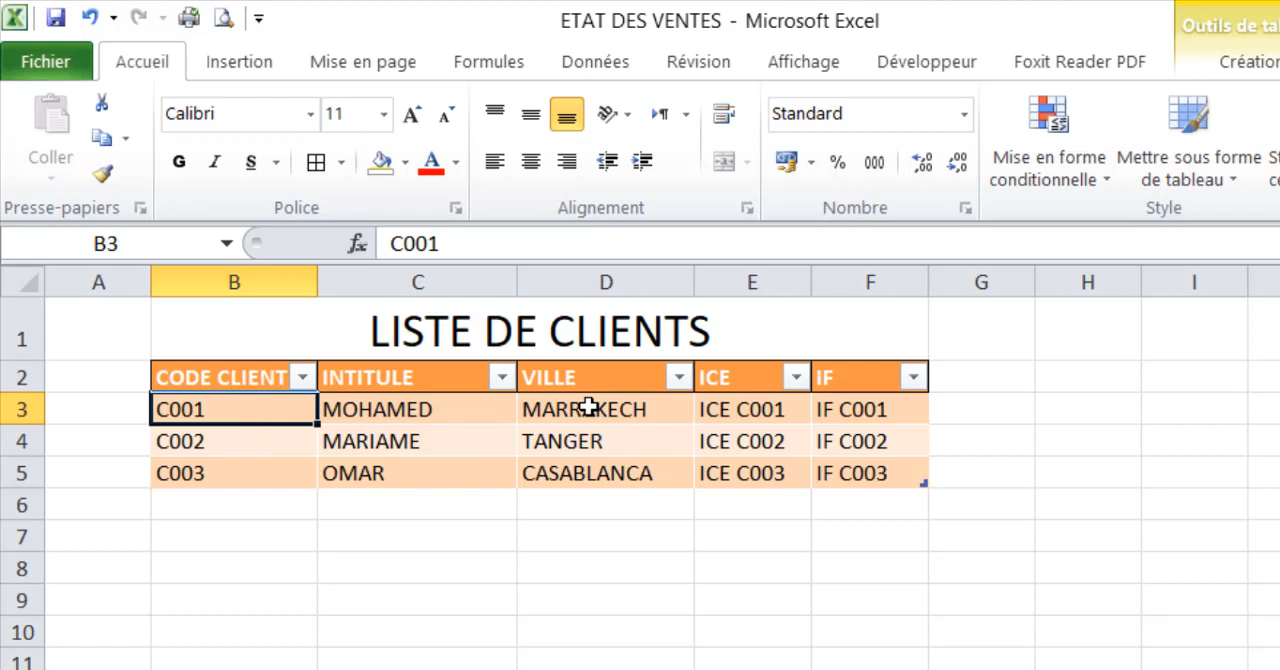 ETAT DES VENTES - Microsoft Excel
Outils de ta
Fichier Accueil Insertion Mise en page Formules Données Révision Affichage Développeur Foxit Reader PDF Créatio
Coller
Calibri 11
G I S A
Standard
% 000
Mise en forme conditionnelle
Mettre sous forme de tableau
Presse-papiers Police Alignement Nombre Style
B3 fx C001
A B C D E F G H I
1 LISTE DE CLIENTS
2 CODE CLIENT INTITULE VILLE ICE IF
3 C001 MOHAMED MARRAKECH ICE C001 IF C001
4 C002 MARIAME TANGER ICE C002 IF C002
5 C003 OMAR CASABLANCA ICE C003 IF C003
6
7
8
9
10
11